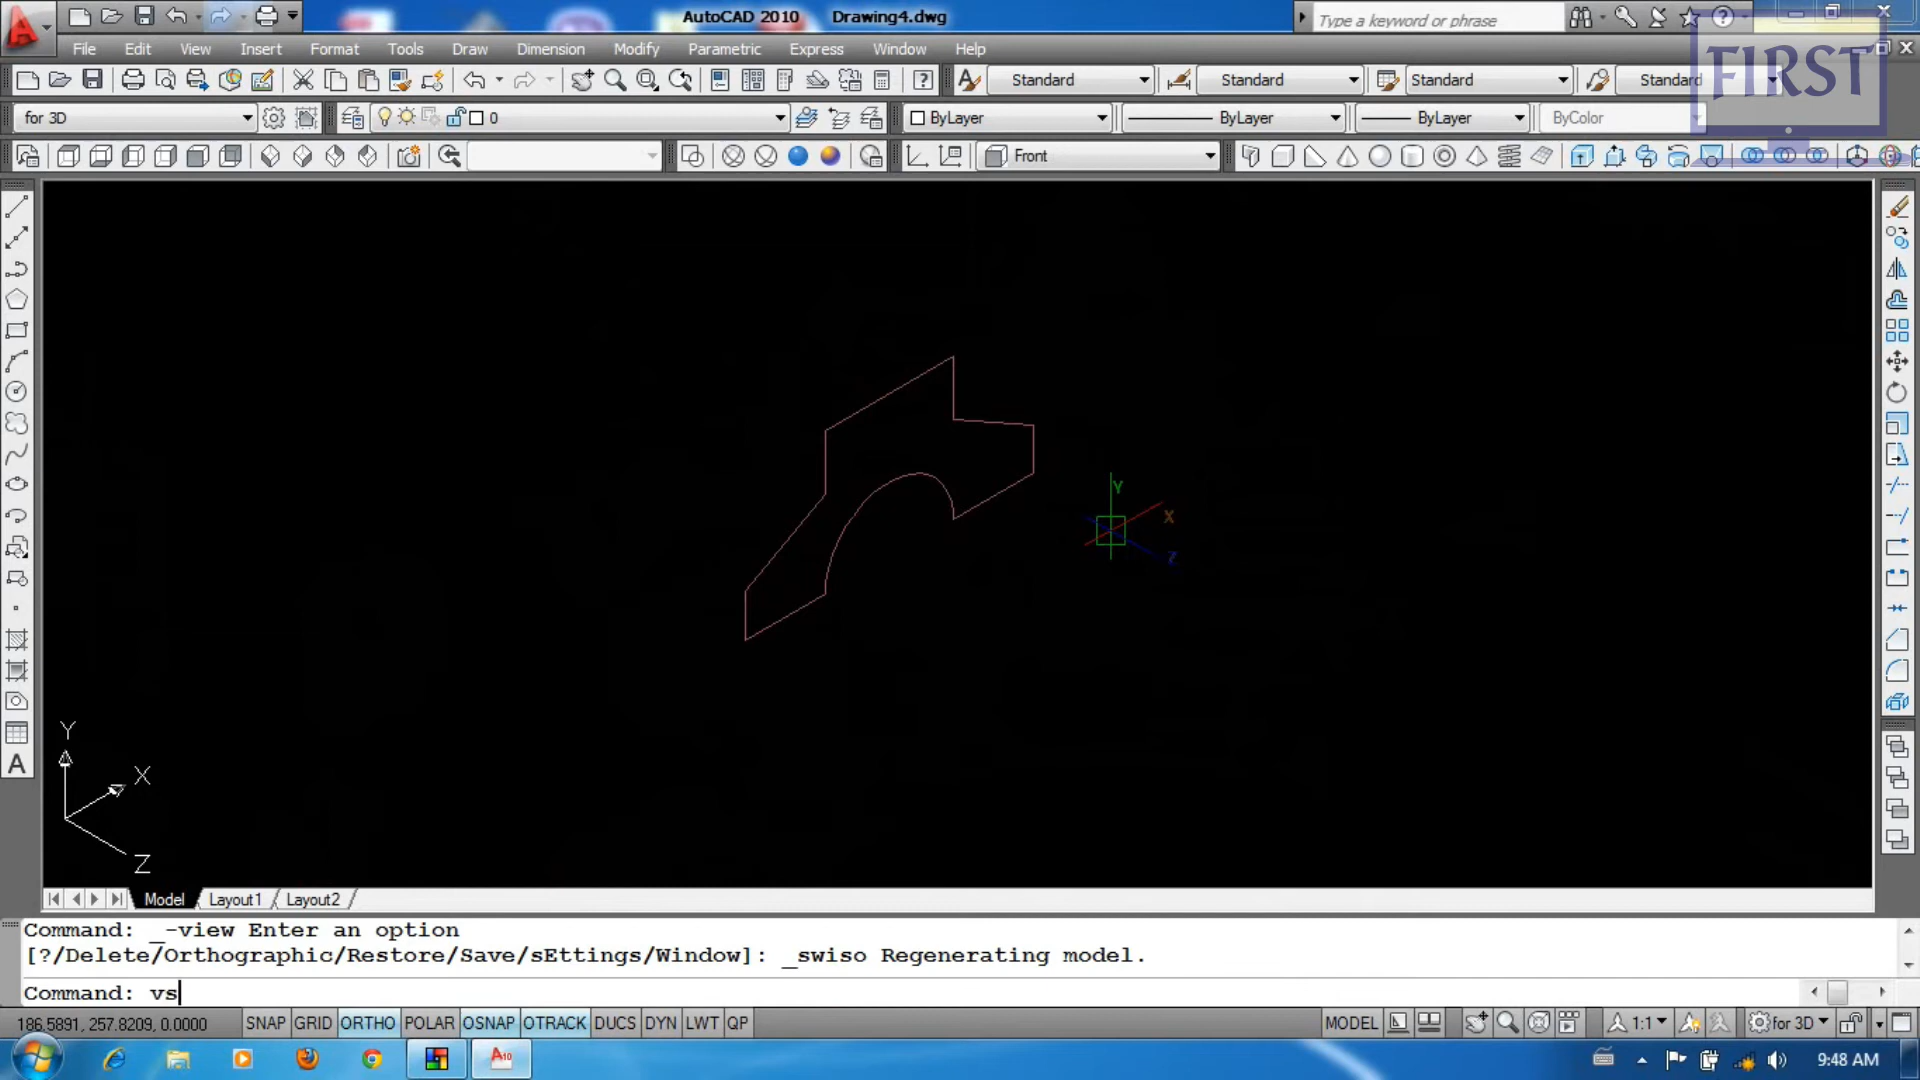 AutoCAD 2010 Drawing4.dwg
Type a keyword or phrase
FIRST
File Edit View Insert Format Tools Draw Dimension Modify Parametric Express Window Help
Standard Standard Standard Standard
for 3D 0 ByLayer ByLayer ByLayer ByColor
Front
Y
X
Z
Y
X
Z
Model Layout1 Layout2
Command: _-view Enter an option
[?/Delete/Orthographic/Restore/Save/sEttings/Window]: _swiso Regenerating model.
Command: vs
186.5891, 257.8209, 0.0000 SNAP GRID ORTHO POLAR OSNAP OTRACK DUCS DYN LWT QP MODEL 1:1 for 3D
A10
9:48 AM